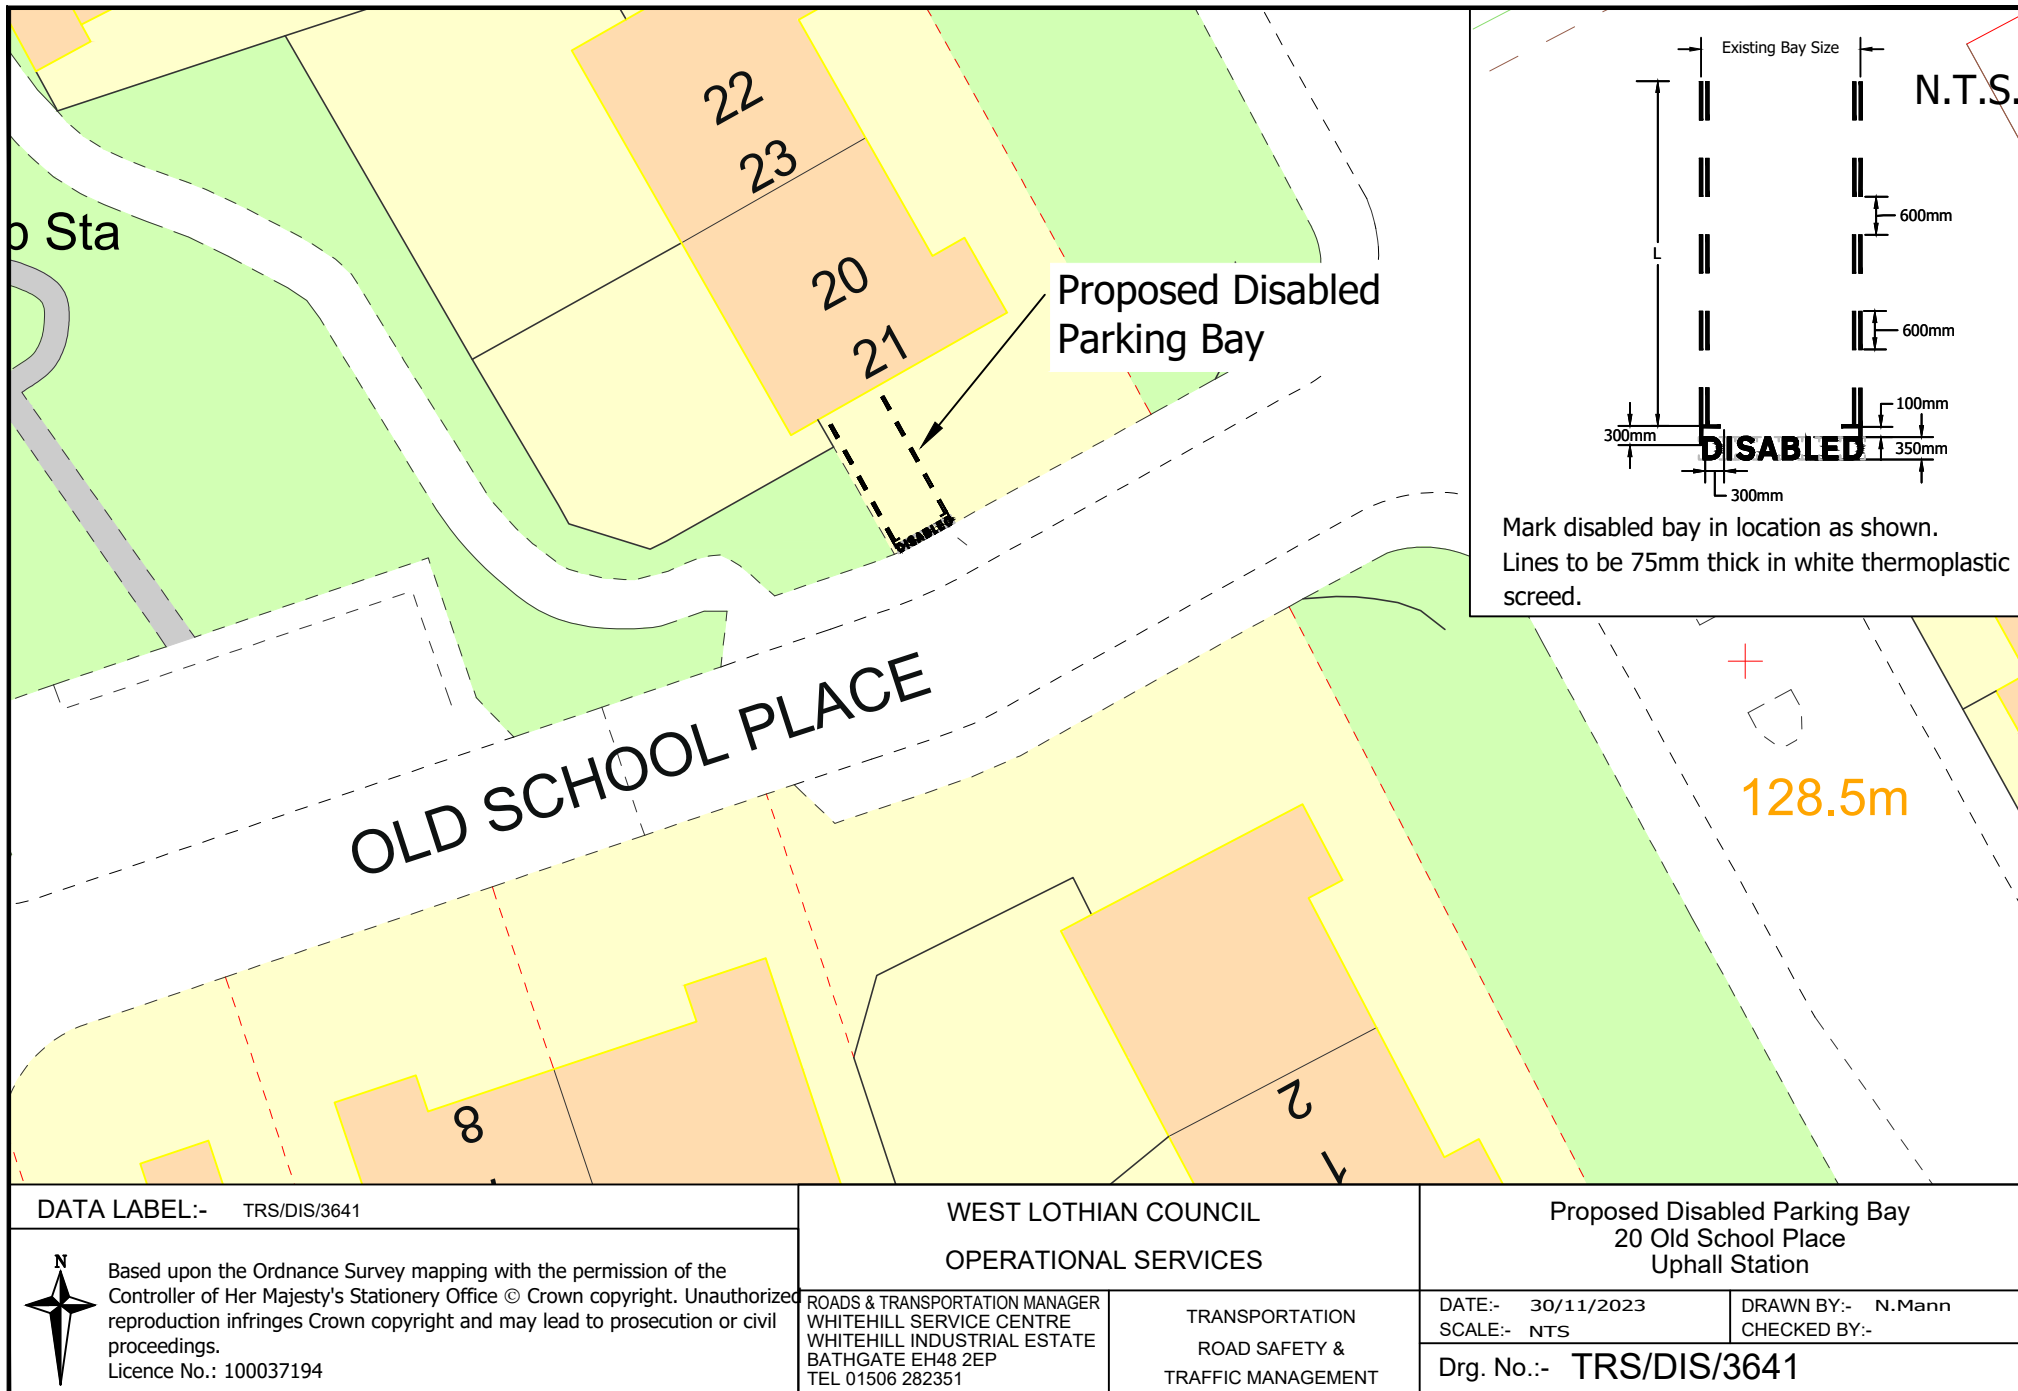 22
23
20
21
p Sta
Proposed Disabled
Parking Bay
DISABLED
OLD SCHOOL PLACE
128.5m
8
2
1
Existing Bay Size
N.T.S.
L
600mm
600mm
100mm
300mm
DISABLED
350mm
300mm
Mark disabled bay in location as shown.
Lines to be 75mm thick in white thermoplastic
screed.
DATA LABEL:- TRS/DIS/3641
N
Based upon the Ordnance Survey mapping with the permission of the
Controller of Her Majesty's Stationery Office © Crown copyright. Unauthorized
reproduction infringes Crown copyright and may lead to prosecution or civil
proceedings.
Licence No.: 100037194
WEST LOTHIAN COUNCIL
OPERATIONAL SERVICES
ROADS & TRANSPORTATION MANAGER
WHITEHILL SERVICE CENTRE
WHITEHILL INDUSTRIAL ESTATE
BATHGATE EH48 2EP
TEL 01506 282351
TRANSPORTATION
ROAD SAFETY &
TRAFFIC MANAGEMENT
Proposed Disabled Parking Bay
20 Old School Place
Uphall Station
DATE:- 30/11/2023
SCALE:- NTS
DRAWN BY:- N.Mann
CHECKED BY:-
Drg. No.:- TRS/DIS/3641